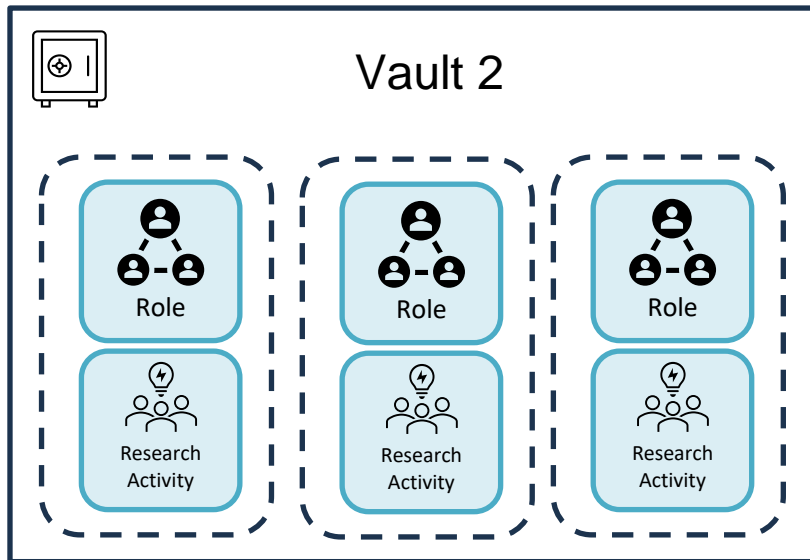 Vault 2
Role
Role
Role
Research
Activity
Research
Activity
Research
Activity